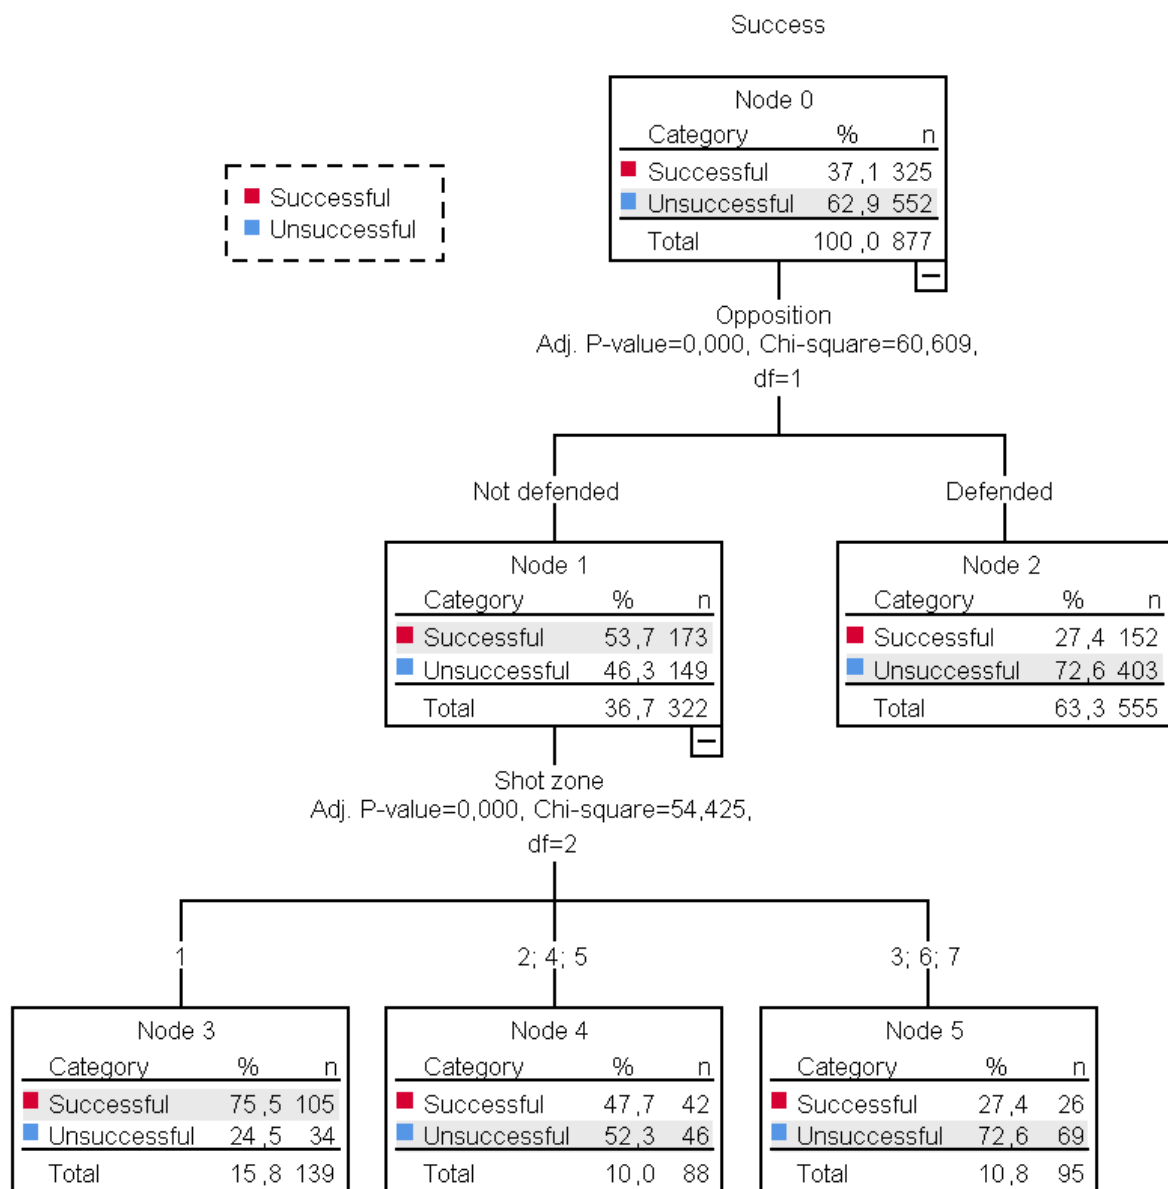 Success
Node 0
Category % n
Successful 37,1 325
Unsuccessful 62,9 552
Total 100,0 877
Successful
Unsuccessful
Opposition
Adj. P-value=0,000, Chi-square=60,609,
df=1
Not defended
Defended
Node 1
Category % n
Successful 53,7 173
Unsuccessful 46,3 149
Total 36,7 322
Node 2
Category % n
Successful 27,4 152
Unsuccessful 72,6 403
Total 63,3 555
Shot zone
Adj. P-value=0,000, Chi-square=54,425,
df=2
1
2; 4; 5
3; 6; 7
Node 3
Category % n
Successful 75,5 105
Unsuccessful 24,5 34
Total 15,8 139
Node 4
Category % n
Successful 47,7 42
Unsuccessful 52,3 46
Total 10,0 88
Node 5
Category % n
Successful 27,4 26
Unsuccessful 72,6 69
Total 10,8 95